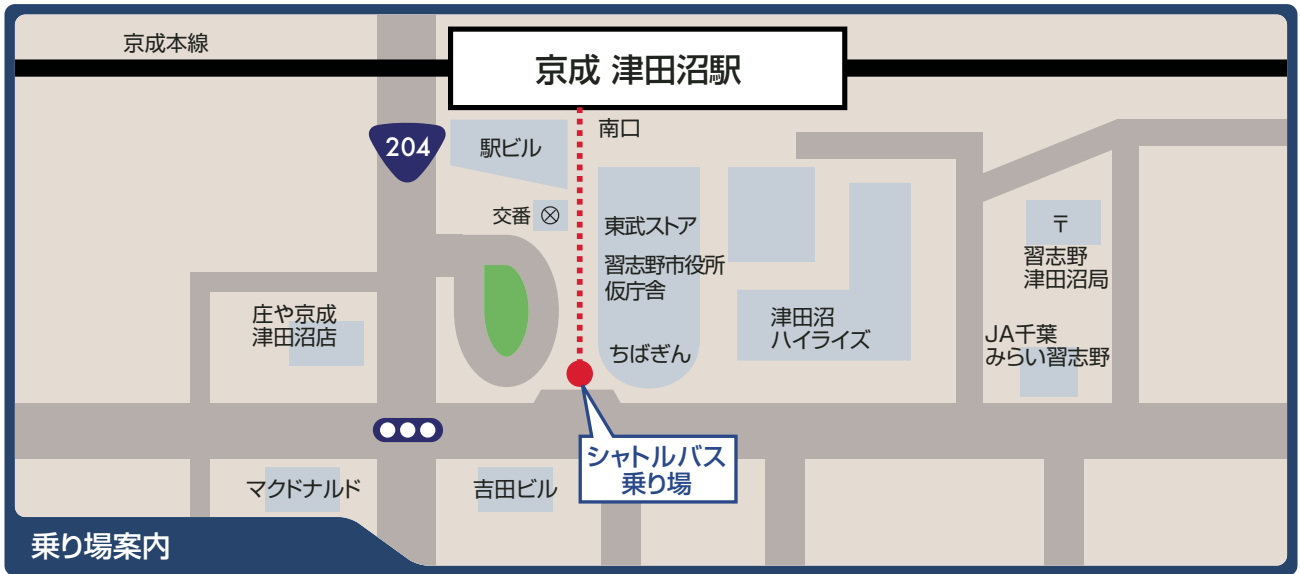 京成本線
京成 津田沼駅
204
駅ビル
南口
交番
東武ストア
習志野市役所
仮庁舎
〒
習志野
津田沼局
庄や京成
津田沼店
津田沼
ハイライズ
JA千葉
みらい習志野
ちばぎん
シャトルバス
乗り場
マクドナルド
吉田ビル
乗り場案内